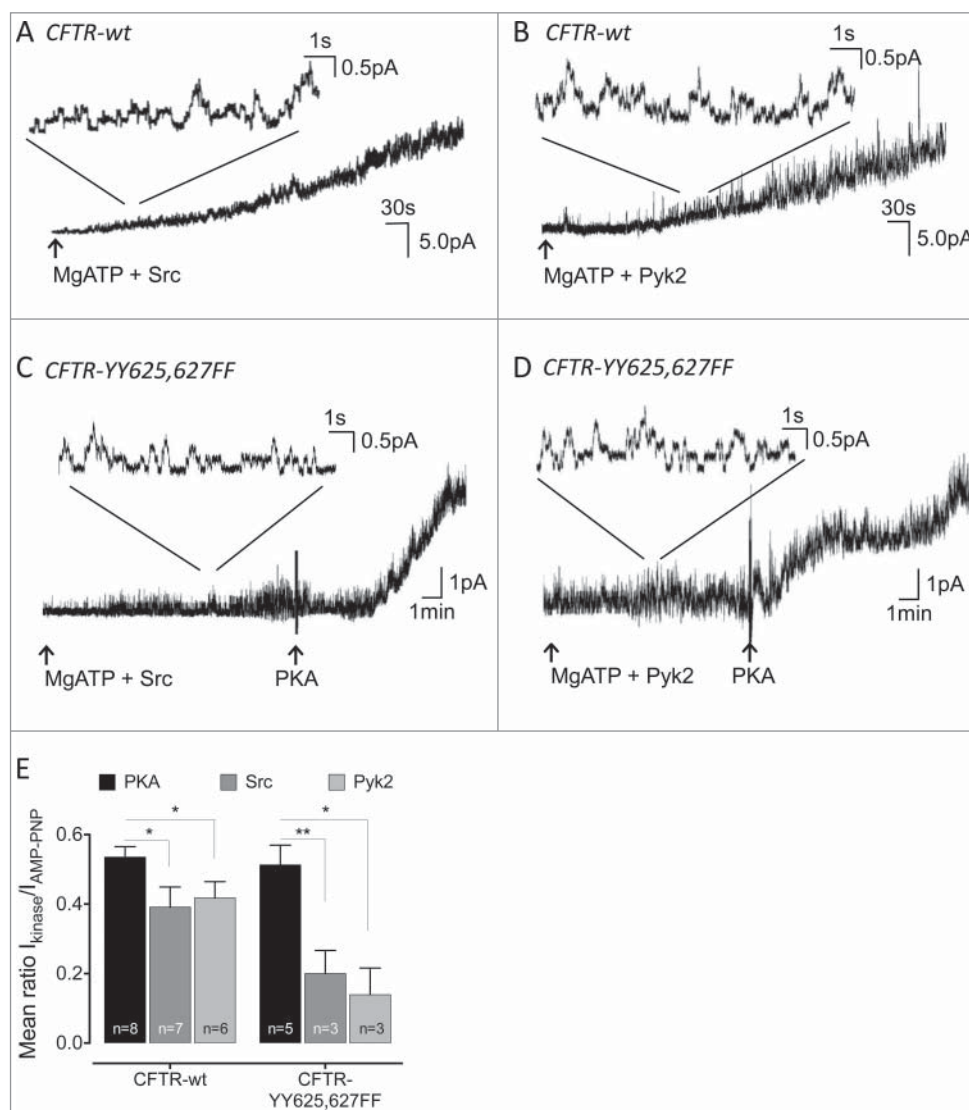 A CFTR-wt
1s
0.5pA
30s
5.0pA
MgATP + Src
B CFTR-wt
1s
0.5pA
30s
5.0pA
MgATP + Pyk2
C CFTR-YY625,627FF
1s
0.5pA
1pA
1min
MgATP + Src
PKA
D CFTR-YY625,627FF
1s
0.5pA
1pA
1min
MgATP + Pyk2
PKA
E
PKA Src Pyk2
Mean ratio Ikinase/IAMP-PNP
0.6
0.4
0.2
0.0
* *
** *
n=8 n=7 n=6 n=5 n=3 n=3
CFTR-wt
CFTR-
YY625,627FF